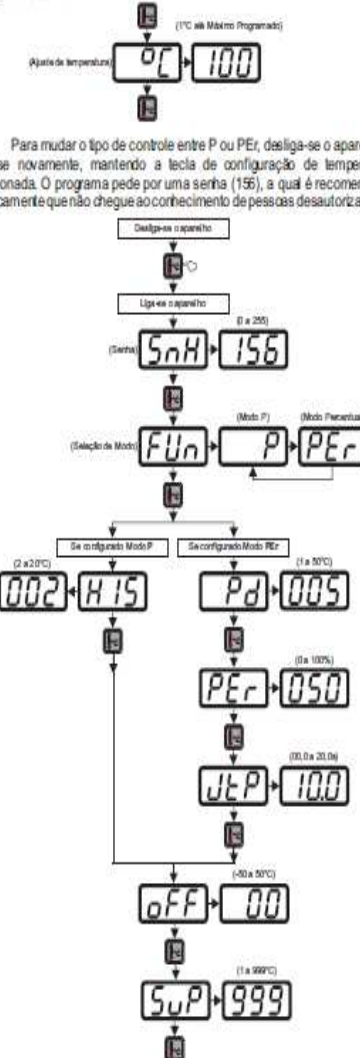 (1°C até Máximo Programado)
(Ajuste de temperatura) °C 100
Para mudar o tipo de controle entre P ou PEr, desliga-se o apare
se novamente, mantendo a tecla de configuração de tempe
onada. O programa pede por uma senha (156), a qual é recomen
camente que não chegue ao conhecimento de pessoas desautoriza
Desliga-se o aparelho
Liga-se o aparelho
(0 a 255)
(Senha) SnH 156
(Modo P) (Modo Percentua
(Seleção de Modo) FUn P PEr
Se configurado Modo P Se configurado Modo PEr
(2 a 20°C) (1 a 50°C)
002 HIS Pd 005
(0 a 100%)
PEr 050
(00,0 a 20,0s)
JtP 10.0
(-50 a 50°C)
oFF 00
(1 a 999°C)
SuP 999